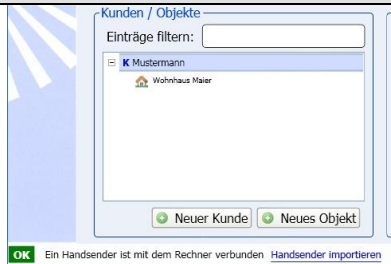 Kunden / Objekte
Einträge filtern:
K Mustermann
Wohnhaus Maier
Neuer Kunde Neues Objekt
OK Ein Handsender ist mit dem Rechner verbunden Handsender importieren